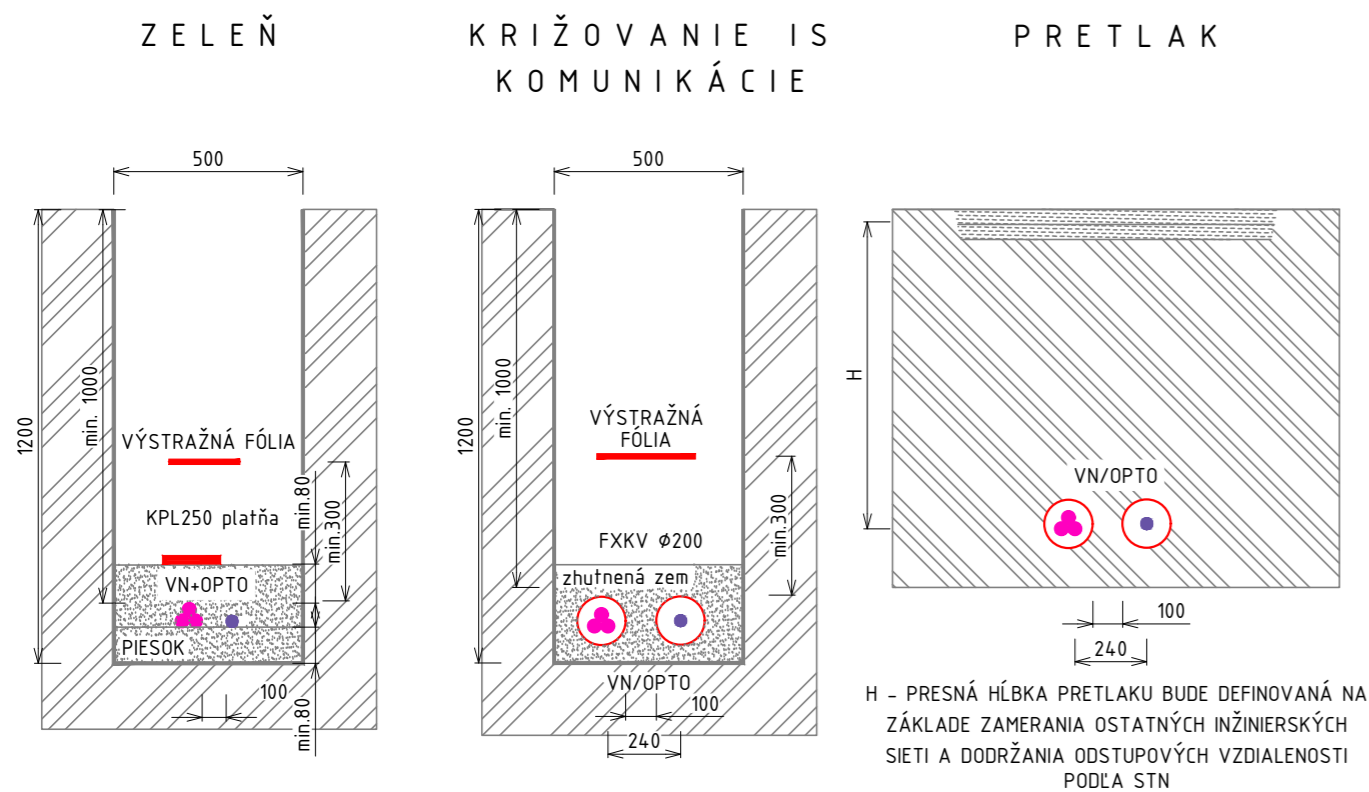 ZELEŇ
500
1200
min. 1000
VÝSTRAŽNÁ FÓLIA
KPL250 platňa
min.80
min.300
VN+OPTO
PIESOK
100
min.80
KRIŽOVANIE IS
KOMUNIKÁCIE
500
1200
min. 1000
VÝSTRAŽNÁ
FÓLIA
min.300
FXKV Ø200
zhutnená zem
VN/OPTO
100
240
PRETLAK
H
VN/OPTO
100
240
H - PRESNÁ HĹBKA PRETLAKU BUDE DEFINOVANÁ NA
ZÁKLADE ZAMERANIA OSTATNÝCH INŽINIERSKÝCH
SIETI A DODRŽANIA ODSTUPOVÝCH VZDIALENOSTI
PODĽA STN